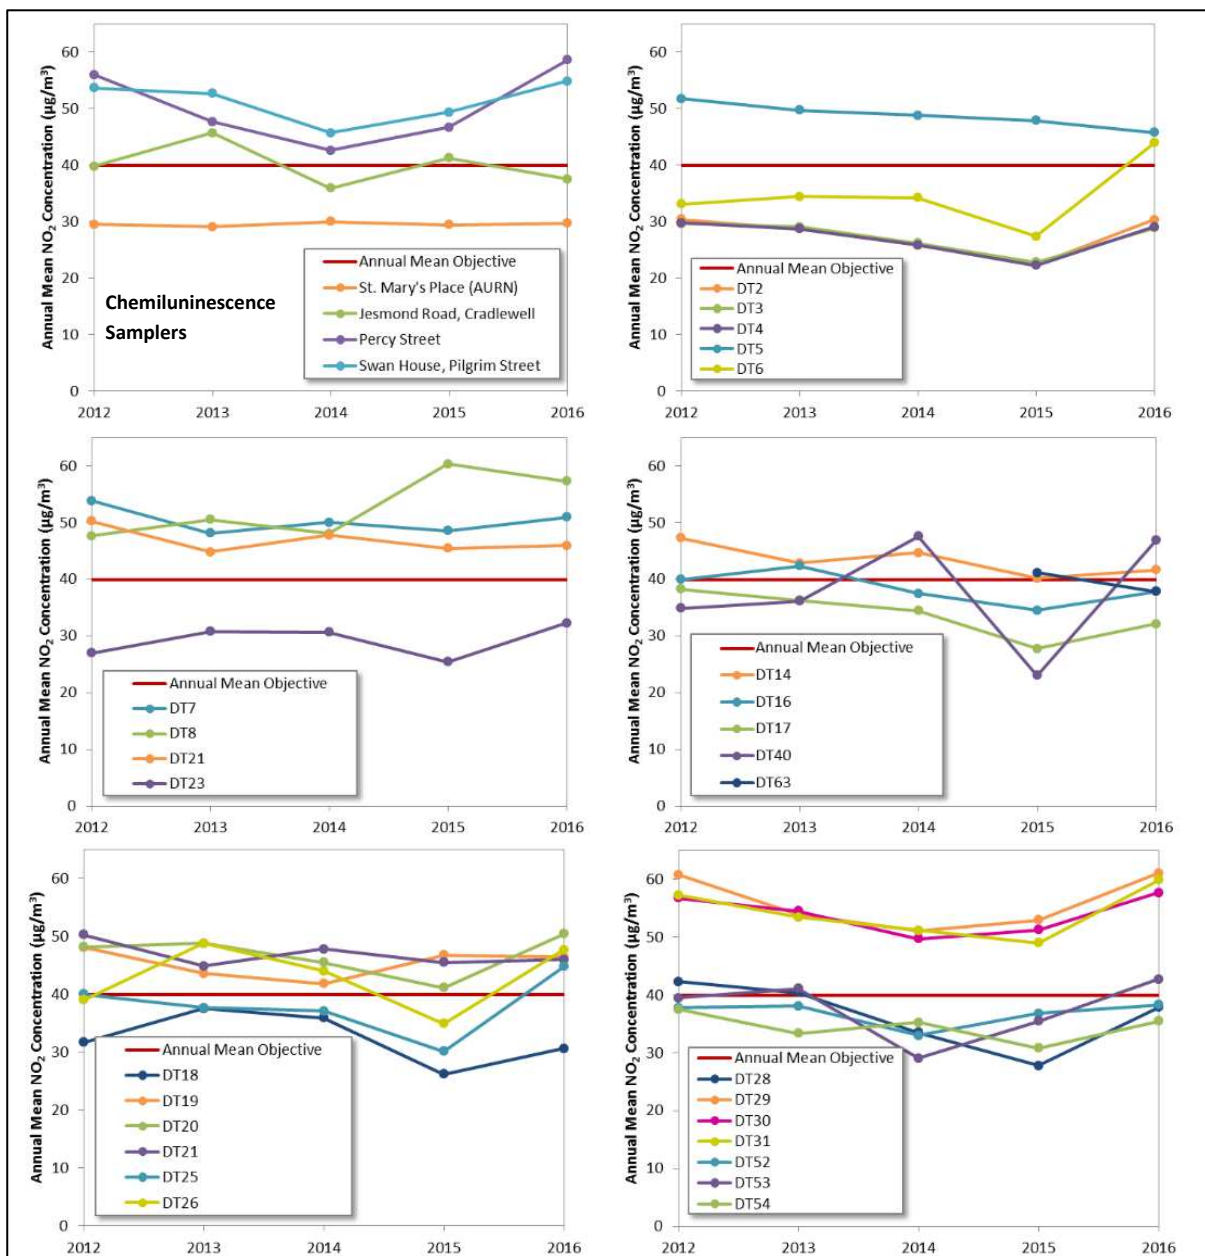 Annual Mean NO₂ Concentration (µg/m³)
60
50
40
30
20
10
0
2012 2013 2014 2015 2016
Chemiluninescence
Samplers
Annual Mean Objective
St. Mary's Place (AURN)
Jesmond Road, Cradlewell
Percy Street
Swan House, Pilgrim Street
Annual Mean NO₂ Concentration (µg/m³)
60
50
40
30
20
10
0
2012 2013 2014 2015 2016
Annual Mean Objective
DT2
DT3
DT4
DT5
DT6
Annual Mean NO₂ Concentration (µg/m³)
60
50
40
30
20
10
0
2012 2013 2014 2015 2016
Annual Mean Objective
DT7
DT8
DT21
DT23
Annual Mean NO₂ Concentration (µg/m³)
60
50
40
30
20
10
0
2012 2013 2014 2015 2016
Annual Mean Objective
DT14
DT16
DT17
DT40
DT63
Annual Mean NO₂ Concentration (µg/m³)
60
50
40
30
20
10
0
2012 2013 2014 2015 2016
Annual Mean Objective
DT18
DT19
DT20
DT21
DT25
DT26
Annual Mean NO₂ Concentration (µg/m³)
60
50
40
30
20
10
0
2012 2013 2014 2015 2016
Annual Mean Objective
DT28
DT29
DT30
DT31
DT52
DT53
DT54